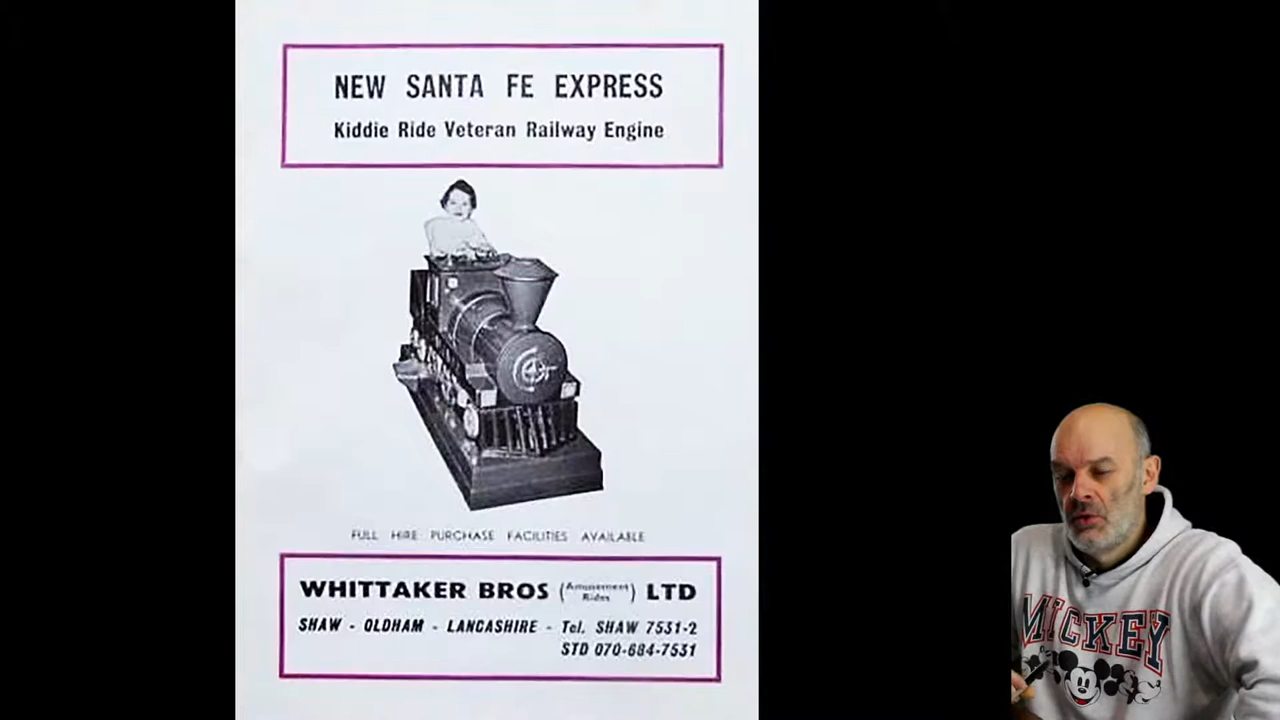 NEW SANTA FE EXPRESS
Kiddie Ride Veteran Railway Engine
FULL HIRE PURCHASE FACILITIES AVAILABLE
WHITTAKER BROS (Amusement Rides) LTD
SHAW - OLDHAM - LANCASHIRE - Tel. SHAW 7531-2
STD 070-684-7531
MICKEY